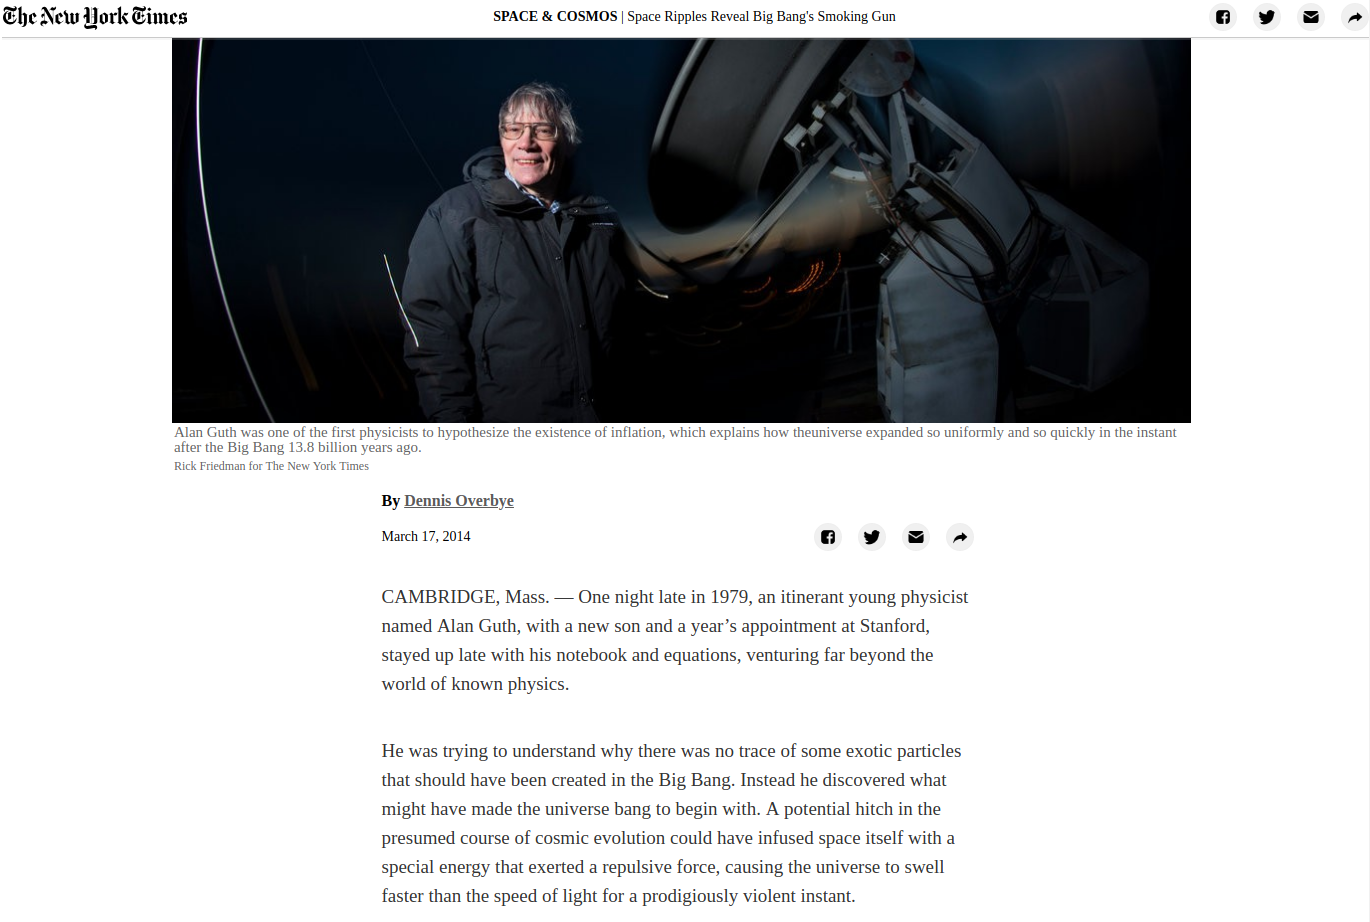 The New York Times
SPACE & COSMOS | Space Ripples Reveal Big Bang's Smoking Gun
Alan Guth was one of the first physicists to hypothesize the existence of inflation, which explains how theuniverse expanded so uniformly and so quickly in the instant
after the Big Bang 13.8 billion years ago.
Rick Friedman for The New York Times
By Dennis Overbye
March 17, 2014
CAMBRIDGE, Mass. — One night late in 1979, an itinerant young physicist
named Alan Guth, with a new son and a year’s appointment at Stanford,
stayed up late with his notebook and equations, venturing far beyond the
world of known physics.
He was trying to understand why there was no trace of some exotic particles
that should have been created in the Big Bang. Instead he discovered what
might have made the universe bang to begin with. A potential hitch in the
presumed course of cosmic evolution could have infused space itself with a
special energy that exerted a repulsive force, causing the universe to swell
faster than the speed of light for a prodigiously violent instant.